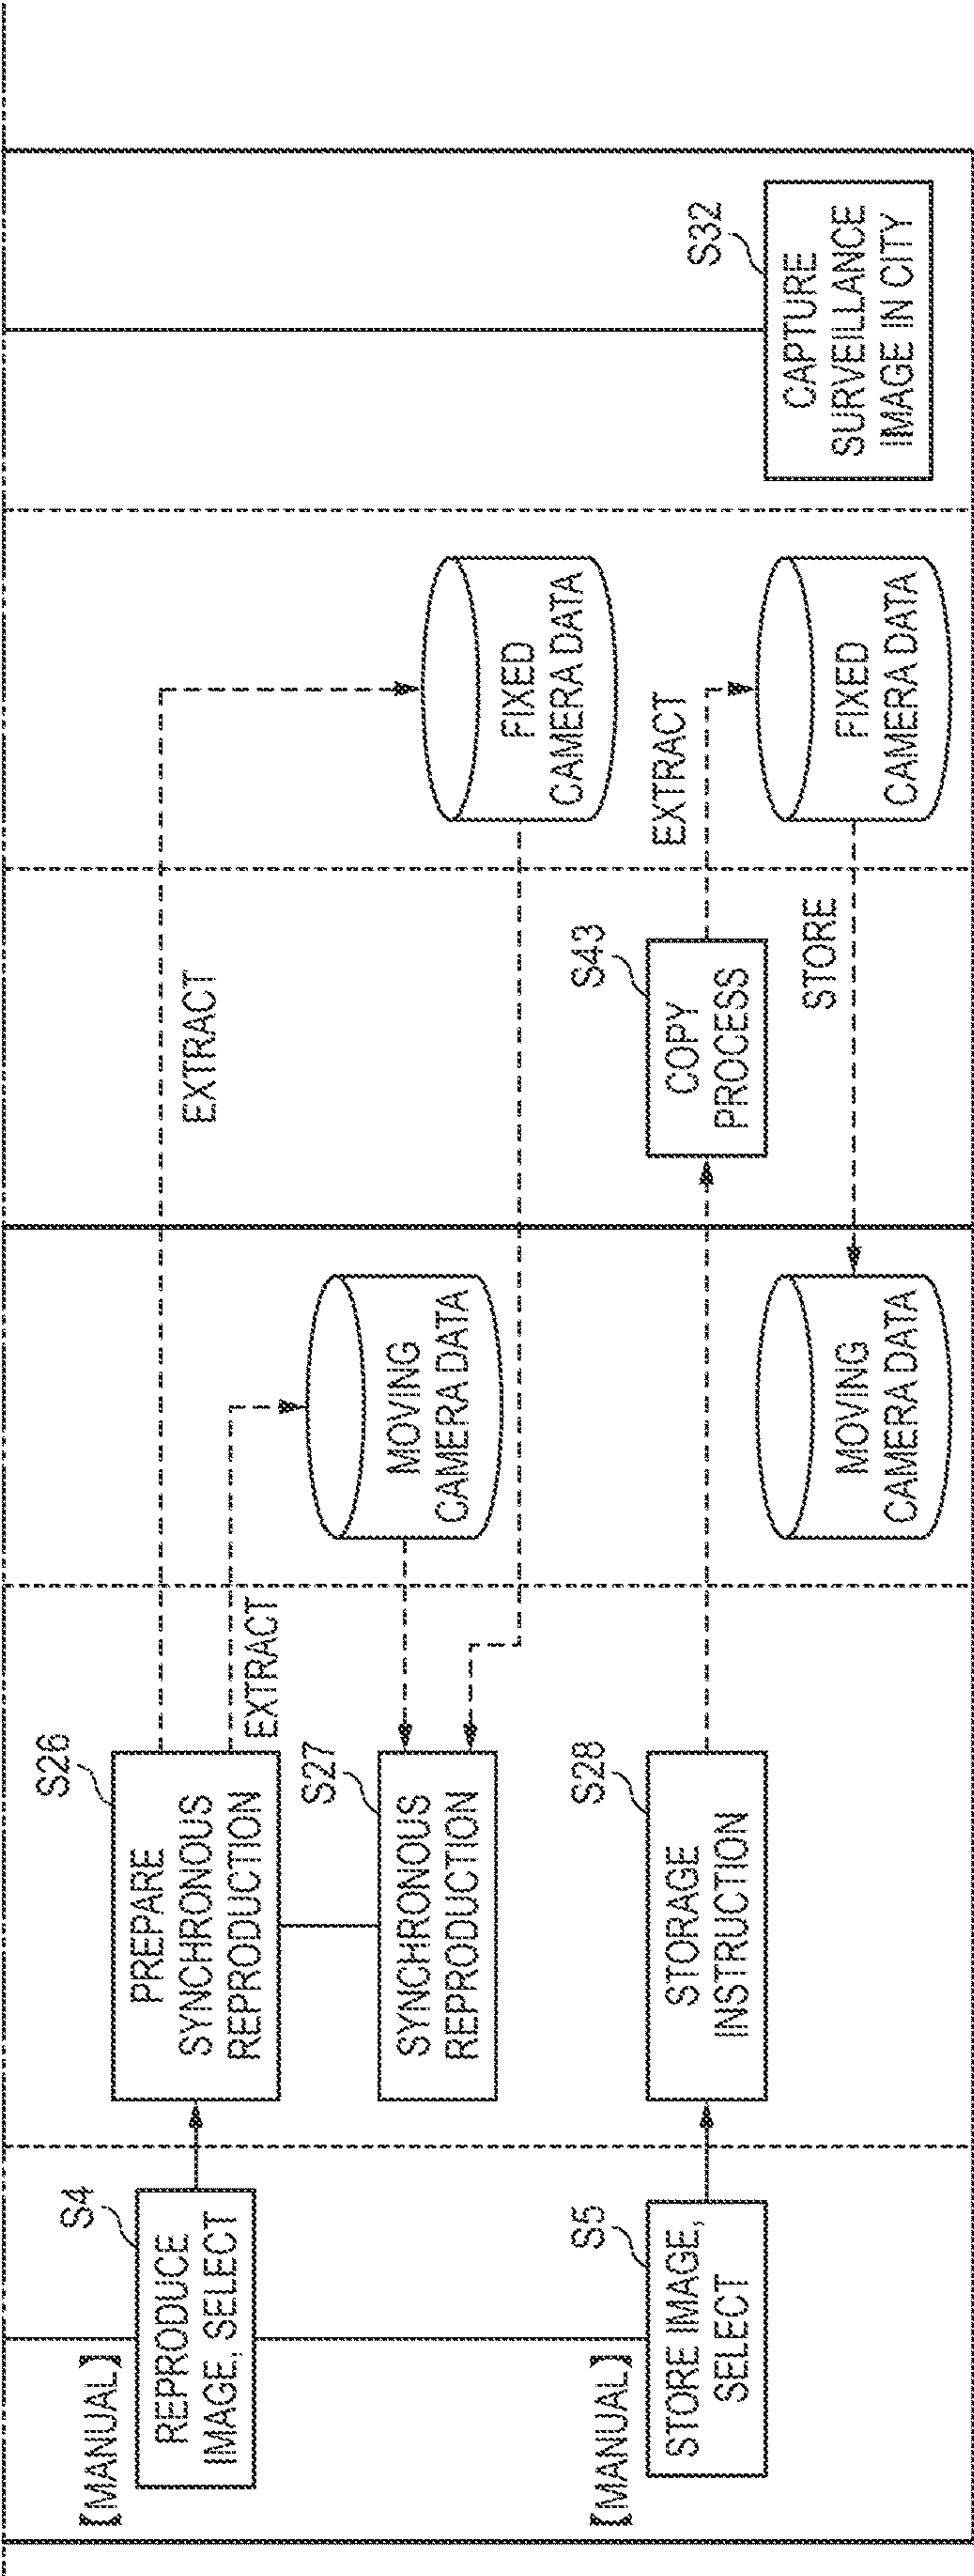 【MANUAL】
S4
REPRODUCE
IMAGE, SELECT
S26
PREPARE
SYNCHRONOUS
REPRODUCTION
EXTRACT
EXTRACT
S27
SYNCHRONOUS
REPRODUCTION
MOVING
CAMERA DATA
FIXED
CAMERA DATA
【MANUAL】
S5
STORE IMAGE,
SELECT
S28
STORAGE
INSTRUCTION
S43
COPY
PROCESS
EXTRACT
STORE
MOVING
CAMERA DATA
FIXED
CAMERA DATA
S32
CAPTURE
SURVEILLANCE
IMAGE IN CITY